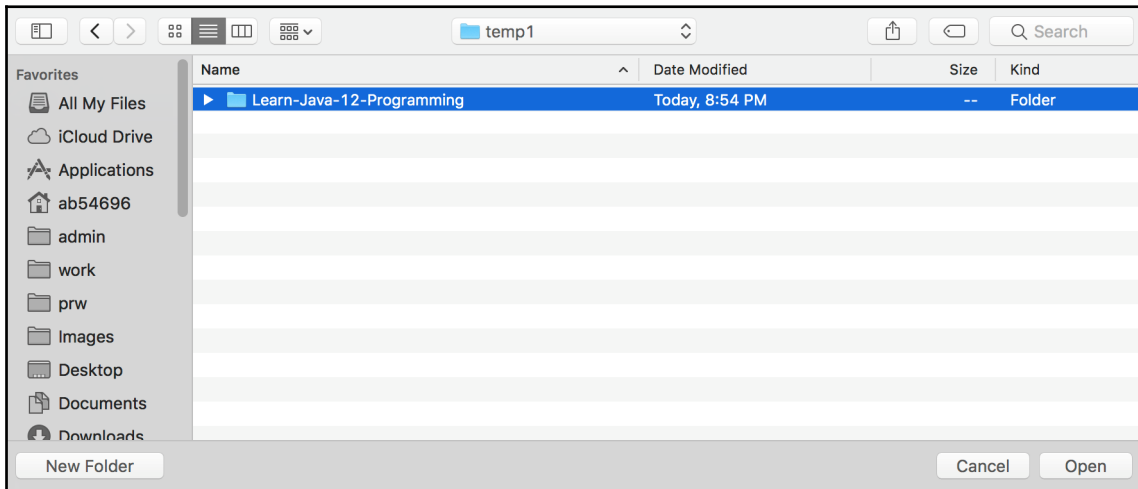 temp1
Search
Favorites
Name Date Modified Size Kind
All My Files
Learn-Java-12-Programming Today, 8:54 PM -- Folder
iCloud Drive
Applications
ab54696
admin
work
prw
Images
Desktop
Documents
Downloads
New Folder Cancel Open